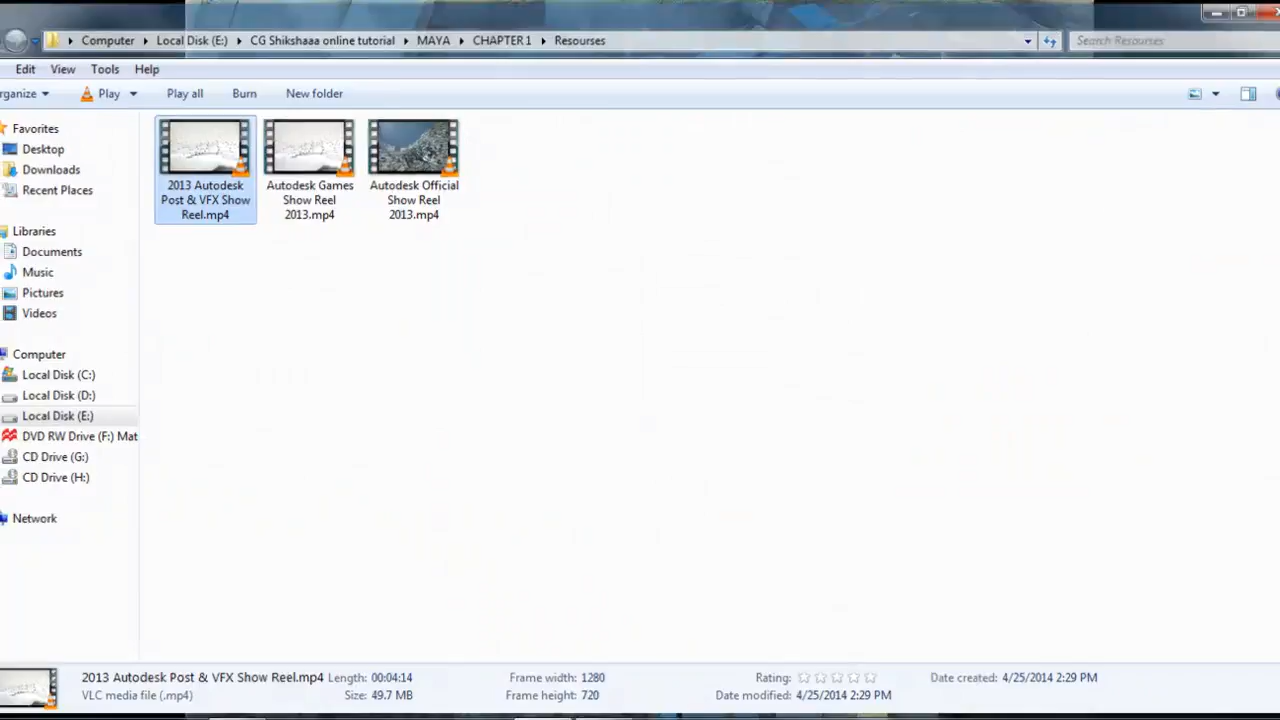 Computer Local Disk (E:) CG Shikshaaa online tutorial MAYA CHAPTER 1 Resourses Search Resourses
Edit View Tools Help
rganize Play Play all Burn New folder
Favorites
Desktop
Downloads
Recent Places
Libraries
Documents
Music
Pictures
Videos
Computer
Local Disk (C:)
Local Disk (D:)
Local Disk (E:)
DVD RW Drive (F:) Mat
CD Drive (G:)
CD Drive (H:)
Network
2013 Autodesk
Post & VFX Show
Reel.mp4
Autodesk Games
Show Reel
2013.mp4
Autodesk Official
Show Reel
2013.mp4
2013 Autodesk Post & VFX Show Reel.mp4 Length: 00:04:14 Frame width: 1280 Rating: Date created: 4/25/2014 2:29 PM
VLC media file (.mp4) Size: 49.7 MB Frame height: 720 Date modified: 4/25/2014 2:29 PM